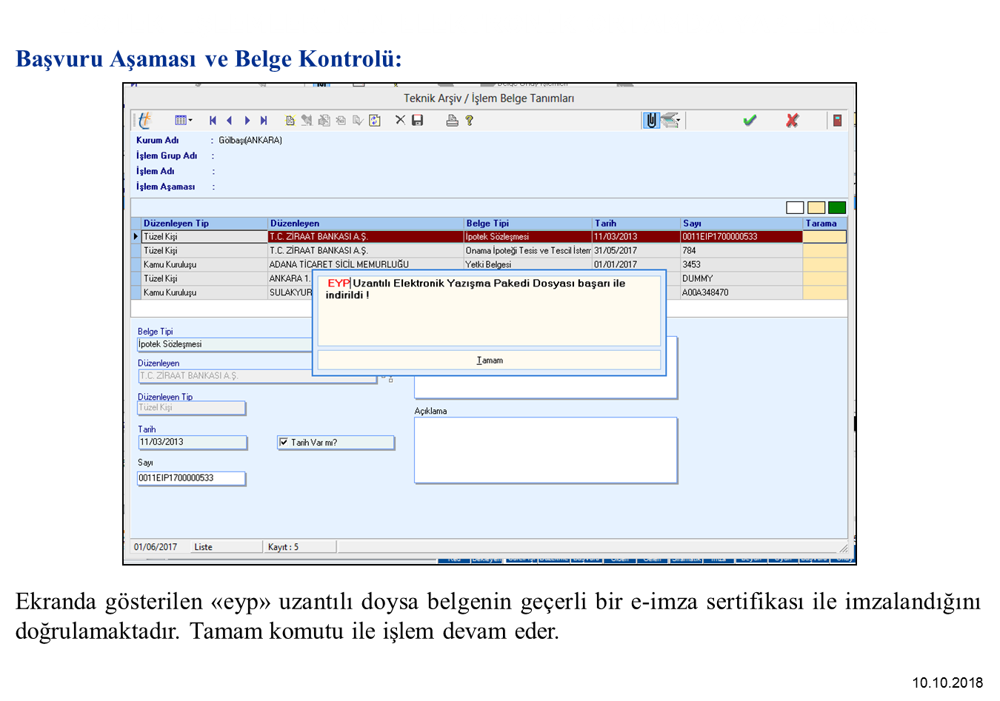 Başvuru Aşaması ve Belge Kontrolü:
Teknik Arşiv / İşlem Belge Tanımları
Kurum Adı : Gölbaşı(ANKARA)
İşlem Grup Adı :
İşlem Adı :
İşlem Aşaması :
Düzenleyen Tip Düzenleyen Belge Tipi Tarih Sayı Tarama
Tüzel Kişi T.C. ZİRAAT BANKASI A.Ş. İpotek Sözleşmesi 11/03/2013 0011EIP1700000533
Tüzel Kişi T.C. ZİRAAT BANKASI A.Ş. Onama İpoteği Tesis ve Tescil İstem 31/05/2017 784
Kamu Kuruluşu ADANA TİCARET SİCİL MEMURLUĞU Yetki Belgesi 01/01/2017 3453
Tüzel Kişi ANKARA 1. DUMMY
Kamu Kuruluşu SULAKYUR A00A348470
EYP Uzantılı Elektronik Yazışma Pakedi Dosyası başarı ile
indirildi !
Tamam
Belge Tipi
İpotek Sözleşmesi
Düzenleyen
T.C. ZİRAAT BANKASI A.Ş.
Düzenleyen Tip
Tüzel Kişi
Açıklama
Tarih
11/03/2013 Tarih Var mı?
Sayı
0011EIP1700000533
01/06/2017 Liste Kayıt : 5
Ekranda gösterilen «eyp» uzantılı doysa belgenin geçerli bir e-imza sertifikası ile imzalandığını
doğrulamaktadır. Tamam komutu ile işlem devam eder.
10.10.2018